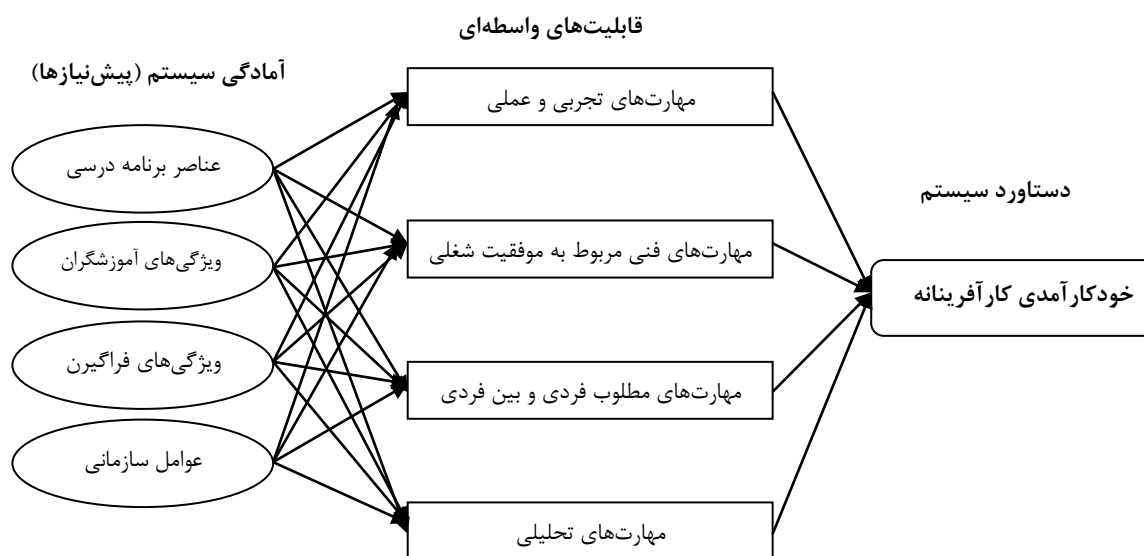 قابلیت‌های واسطه‌ای
آمادگی سیستم (پیش‌نیازها)
مهارت‌های تجربی و عملی
عناصر برنامه درسی
دستاورد سیستم
ویژگی‌های آموزشگران
مهارت‌های فنی مربوط به موفقیت شغلی
خودکارآمدی کارآفرینانه
ویژگی‌های فراگیرن
مهارت‌های مطلوب فردی و بین فردی
عوامل سازمانی
مهارت‌های تحلیلی